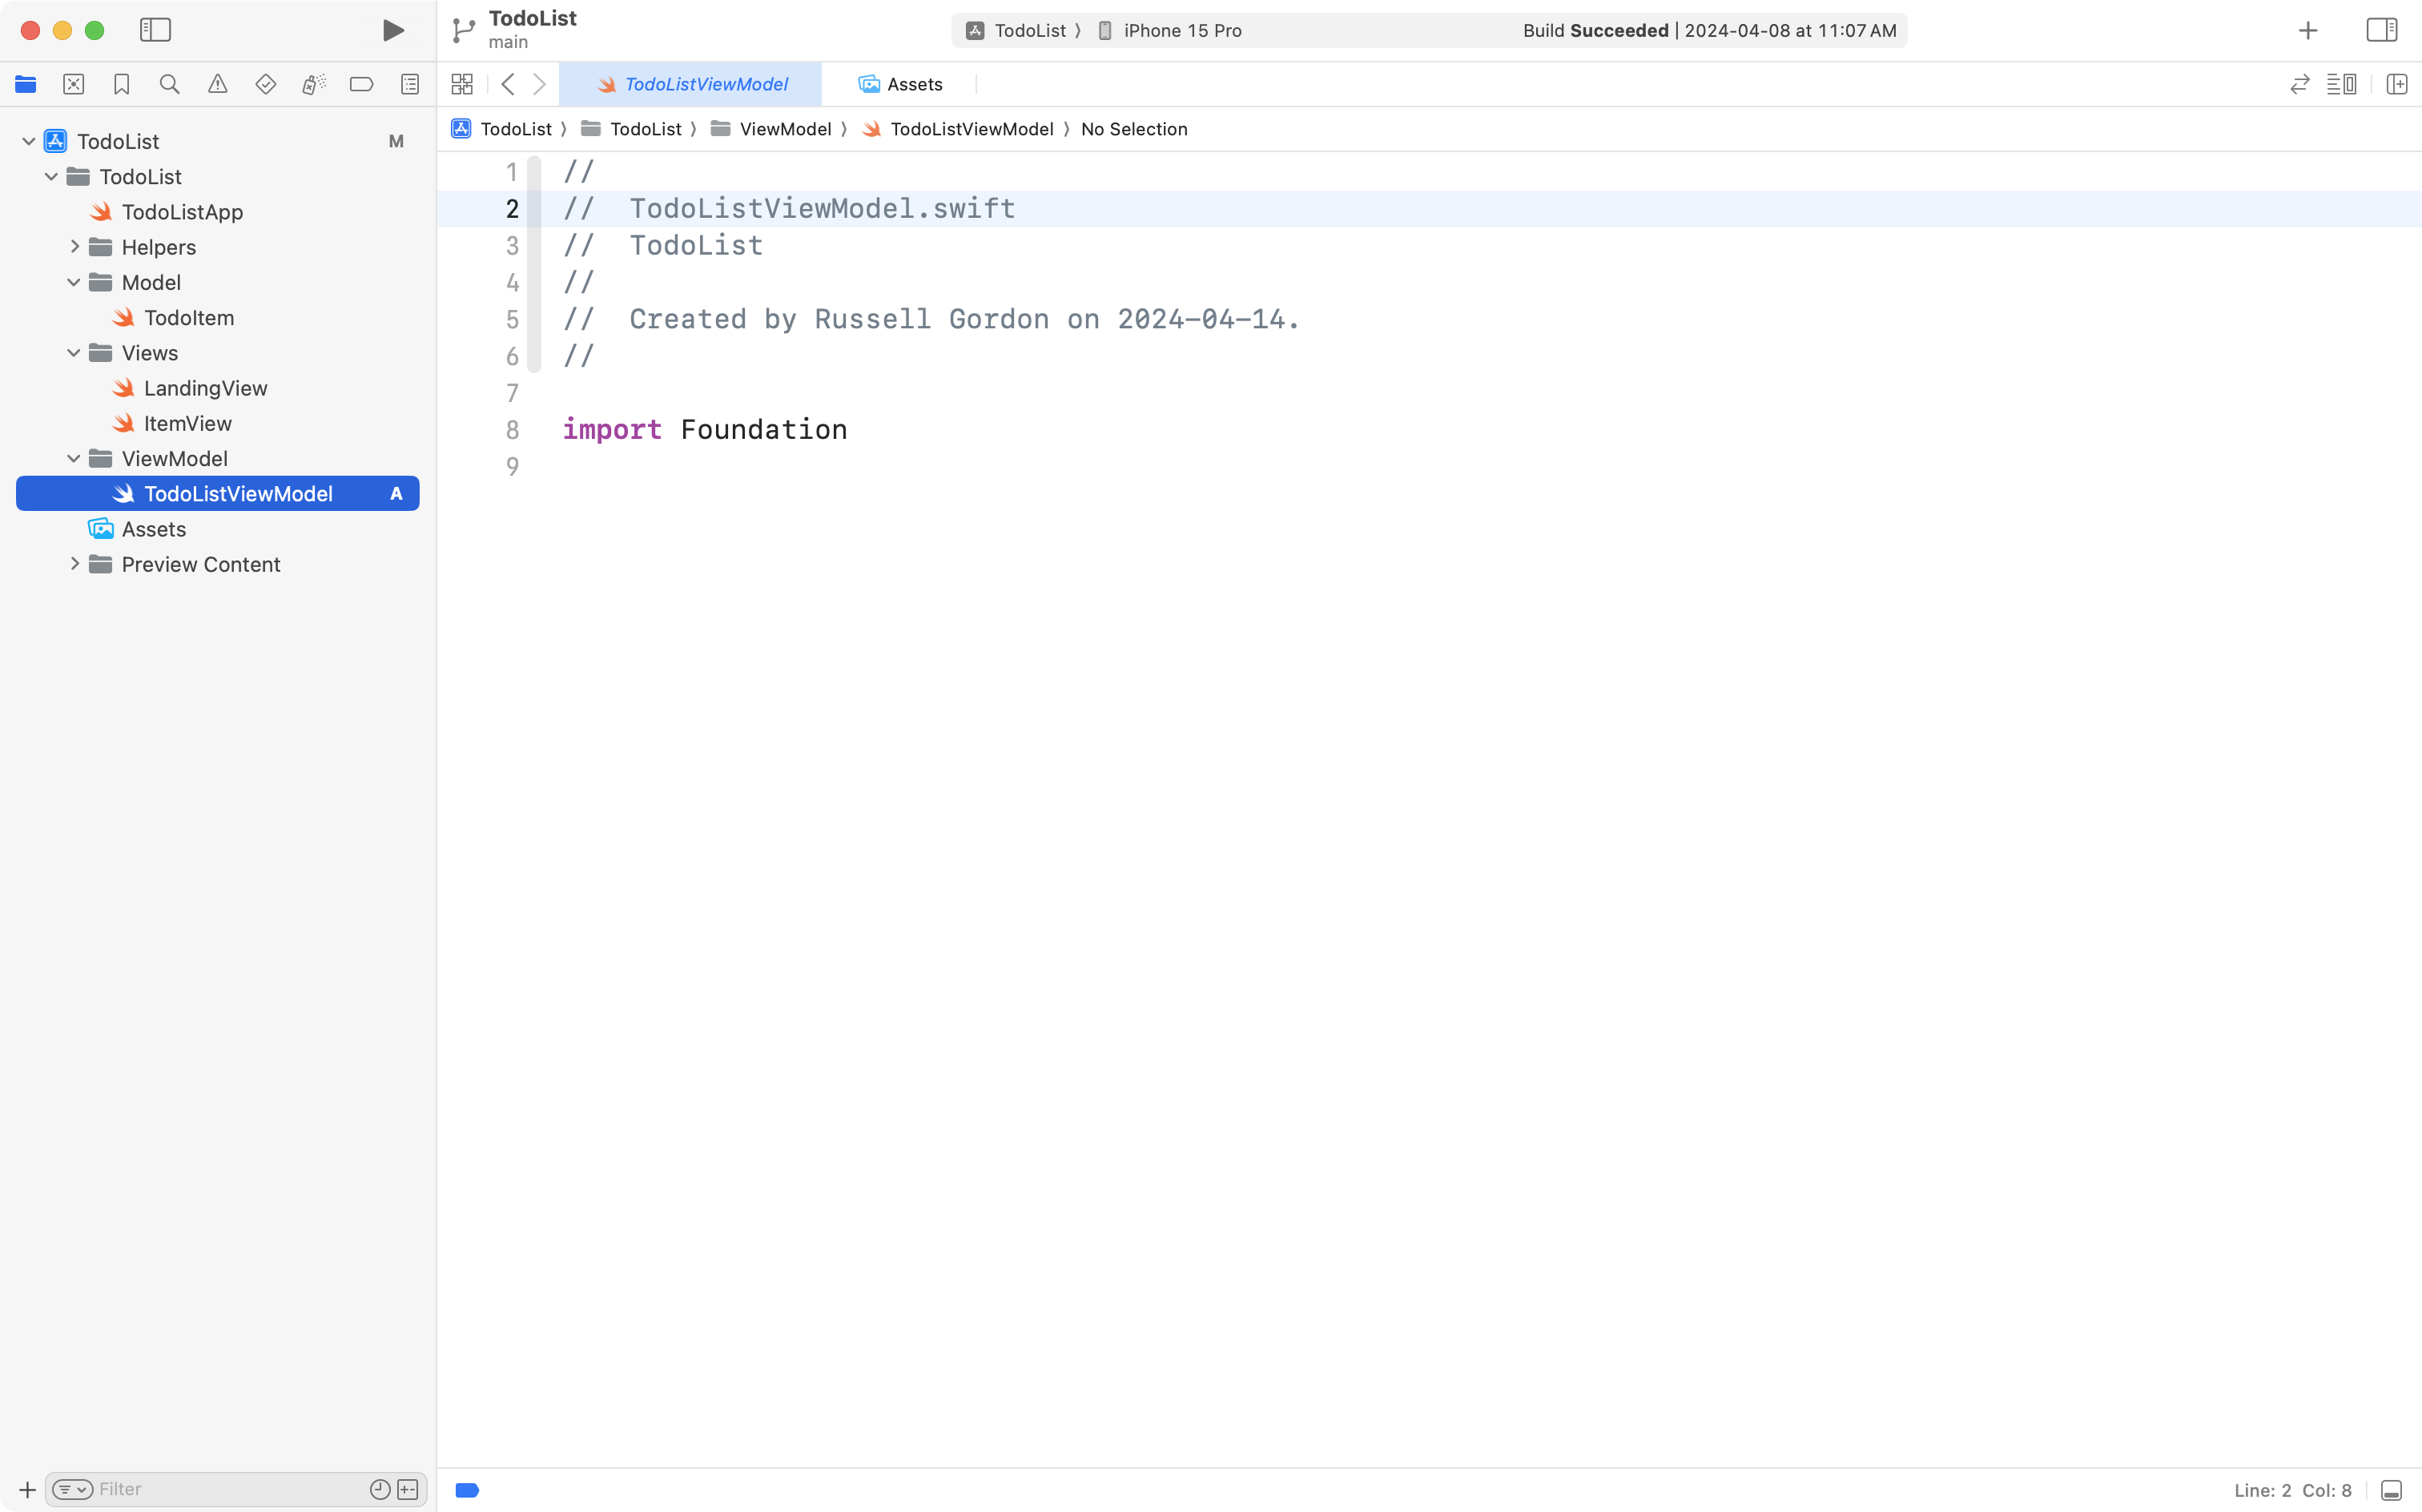 TodoList
main
TodoList 〉 iPhone 15 Pro
Build Succeeded | 2024-04-08 at 11:07 AM
TodoListViewModel
Assets
TodoList 〉 TodoList 〉 ViewModel 〉 TodoListViewModel 〉 No Selection
TodoList M
TodoList
TodoListApp
Helpers
Model
TodoItem
Views
LandingView
ItemView
ViewModel
TodoListViewModel A
Assets
Preview Content
1 //
2 //  TodoListViewModel.swift
3 //  TodoList
4 //
5 //  Created by Russell Gordon on 2024-04-14.
6 //
7
8 import Foundation
9
Filter
Line: 2 Col: 8